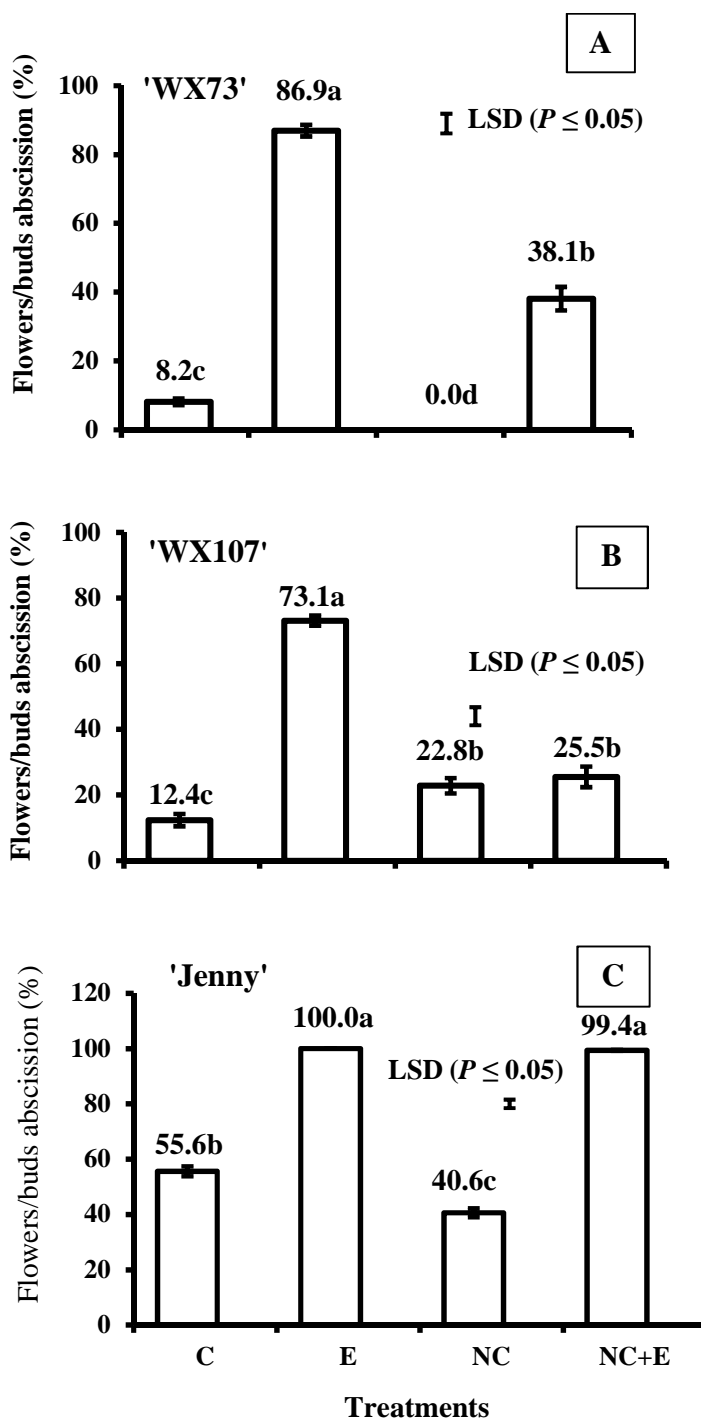 A
'WX73'
Flowers/buds abscission (%)
100
80
60
40
20
0
8.2c
86.9a
0.0d
38.1b
LSD (P ≤ 0.05)
B
'WX107'
Flowers/buds abscission (%)
100
80
60
40
20
0
12.4c
73.1a
22.8b
25.5b
LSD (P ≤ 0.05)
C
'Jenny'
Flowers/buds abscission (%)
120
100
80
60
40
20
0
55.6b
100.0a
40.6c
99.4a
LSD (P ≤ 0.05)
C E NC NC+E
Treatments